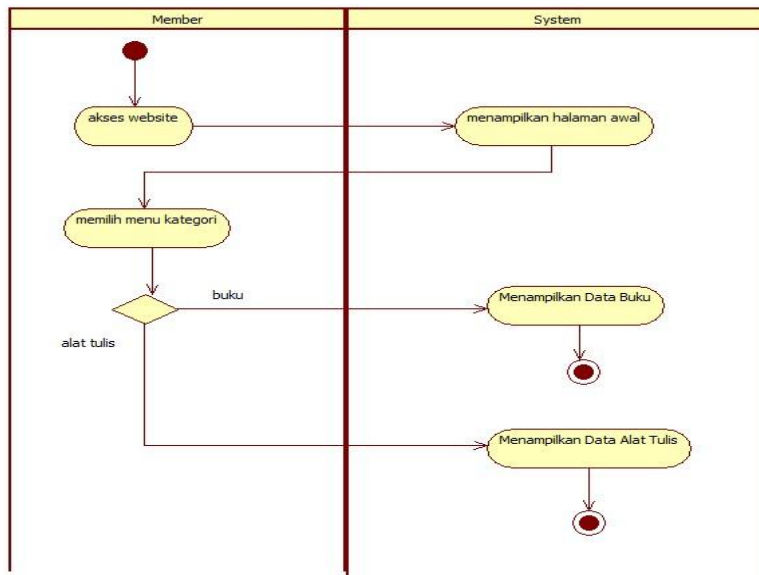 Member
System
akses website
menampilkan halaman awal
memilih menu kategori
buku
Menampilkan Data Buku
alat tulis
Menampilkan Data Alat Tulis